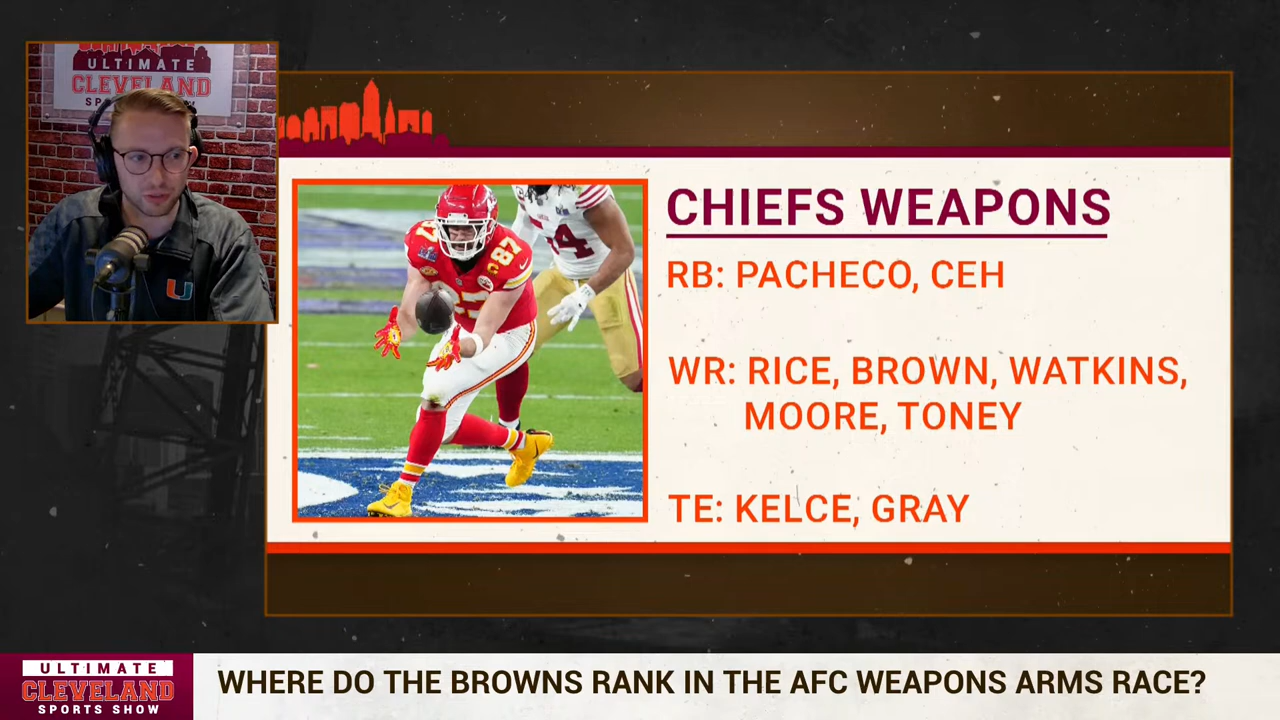 ULTIMATE
CLEVELAND
CHIEFS WEAPONS
RB: PACHECO, CEH
WR: RICE, BROWN, WATKINS,
MOORE, TONEY
TE: KELCE, GRAY
87
U
ULTIMATE
CLEVELAND
SPORTS SHOW
WHERE DO THE BROWNS RANK IN THE AFC WEAPONS ARMS RACE?